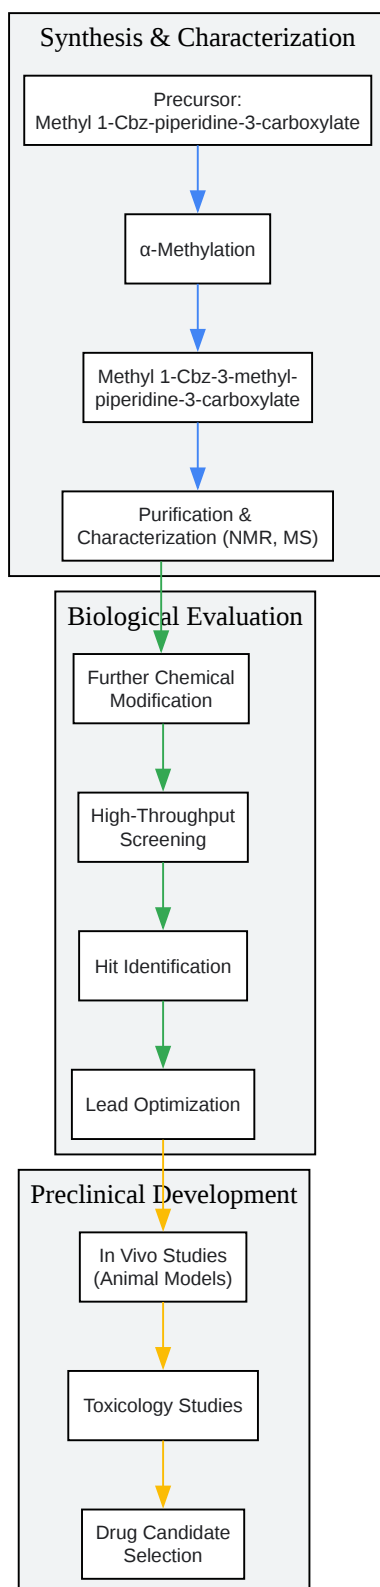 Synthesis & Characterization
Precursor:
Methyl 1-Cbz-piperidine-3-carboxylate
α-Methylation
Methyl 1-Cbz-3-methyl-
piperidine-3-carboxylate
Purification &
Characterization (NMR, MS)
Biological Evaluation
Further Chemical
Modification
High-Throughput
Screening
Hit Identification
Lead Optimization
Preclinical Development
In Vivo Studies
(Animal Models)
Toxicology Studies
Drug Candidate
Selection